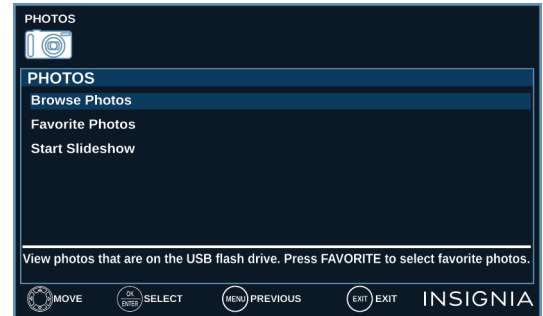 PHOTOS
PHOTOS
Browse Photos
Favorite Photos
Start Slideshow
View photos that are on the USB flash drive. Press FAVORITE to select favorite photos.
MOVE OK ENTER SELECT MENU PREVIOUS EXIT EXIT INSIGNIA